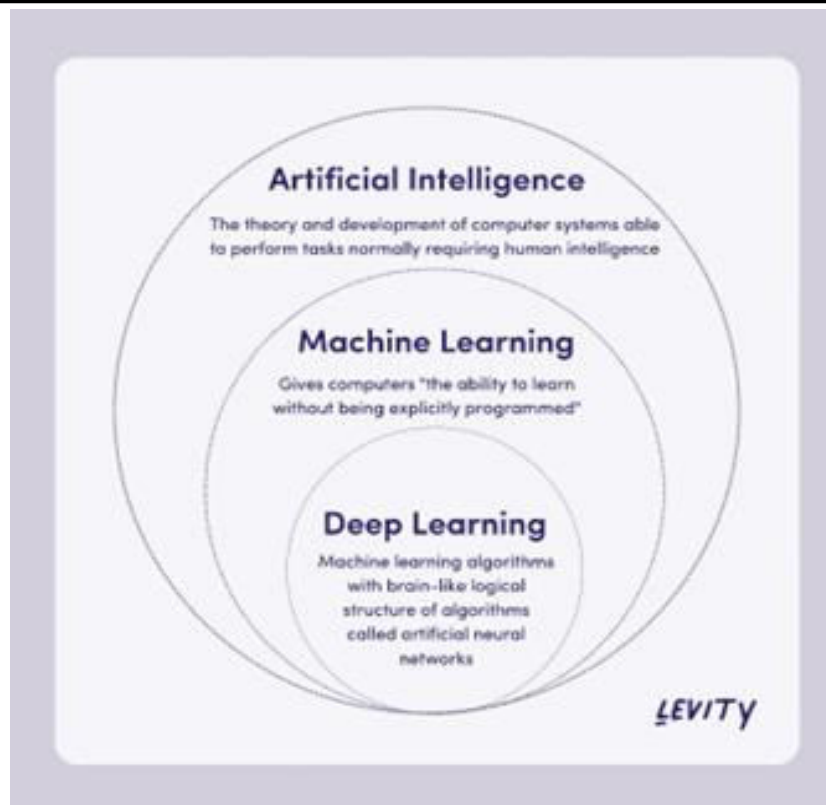 Artificial Intelligence
The theory and development of computer systems able
to perform tasks normally requiring human intelligence
Machine Learning
Gives computers "the ability to learn
without being explicitly programmed"
Deep Learning
Machine learning algorithms
with brain-like logical
structure of algorithms
called artificial neural
networks
LEVITY